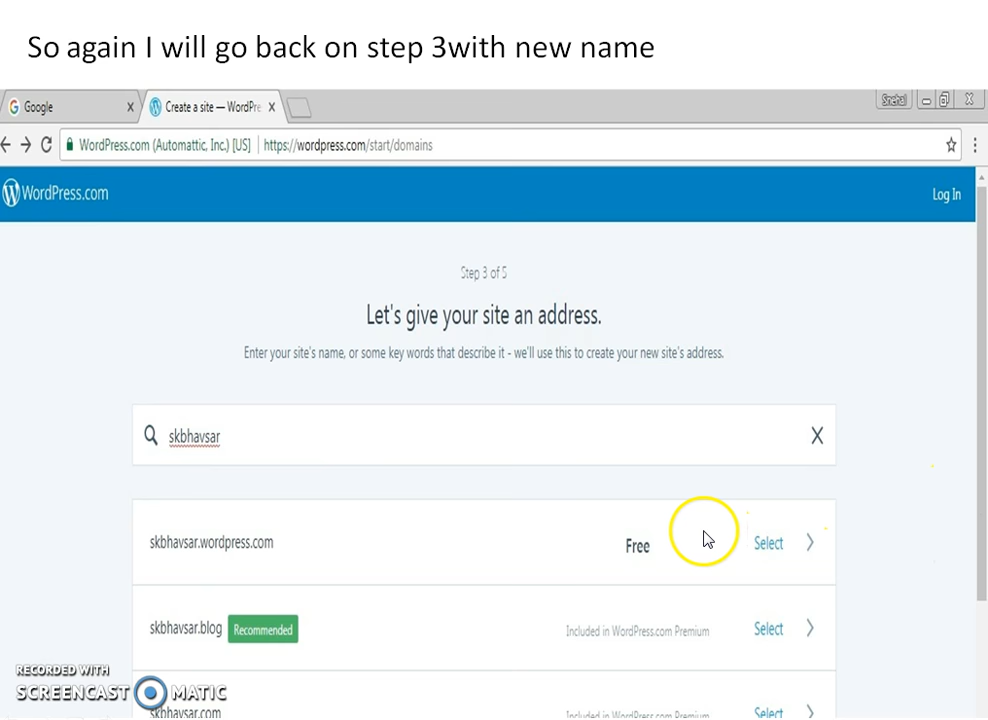 So again I will go back on step 3with new name
Google
Create a site — WordPre
Snehal
WordPress.com (Automattic, Inc.) [US] https://wordpress.com/start/domains
WordPress.com
Log In
Step 3 of 5
Let's give your site an address.
Enter your site's name, or some key words that describe it - we'll use this to create your new site's address.
skbhavsar
skbhavsar.wordpress.com Free Select
skbhavsar.blog Recommended Included in WordPress.com Premium Select
RECORDED WITH
SCREENCAST MATIC
skbhavsar.com Included in WordPress.com Premium Select